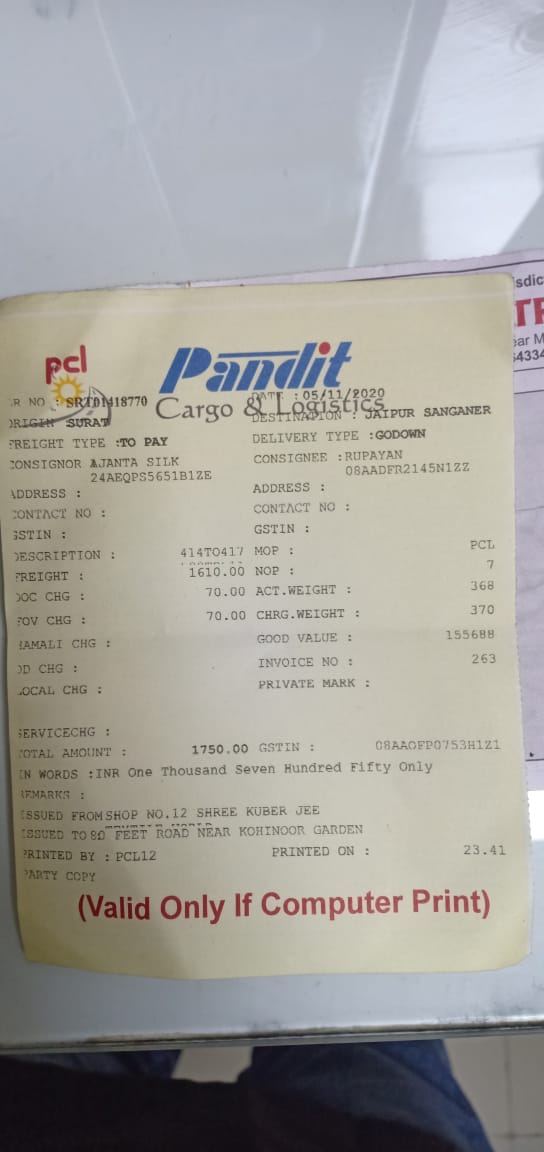 pcl
Pandit
Cargo & Logistics
R NO : SRT01418770 DATE : 05/11/2020
ORIGIN SURAT DESTINATION : JAIPUR SANGANER
FREIGHT TYPE :TO PAY DELIVERY TYPE :GODOWN
CONSIGNOR AJANTA SILK CONSIGNEE :RUPAYAN
24AEQPS5651B1ZE 08AADFR2145N1ZZ
ADDRESS : ADDRESS :
CONTACT NO : CONTACT NO :
GSTIN : GSTIN :
DESCRIPTION : 414TO417 MOP : PCL
FREIGHT : 1610.00 NOP : 7
DOC CHG : 70.00 ACT.WEIGHT : 368
FOV CHG : 70.00 CHRG.WEIGHT : 370
HAMALI CHG : GOOD VALUE : 155688
DD CHG : INVOICE NO : 263
LOCAL CHG : PRIVATE MARK :
SERVICECHG :
TOTAL AMOUNT : 1750.00 GSTIN : 08AAOFP0753H1Z1
IN WORDS :INR One Thousand Seven Hundred Fifty Only
REMARKS :
ISSUED FROM SHOP NO.12 SHREE KUBER JEE
ISSUED TO 80 FEET ROAD NEAR KOHINOOR GARDEN
PRINTED BY : PCL12 PRINTED ON : 23.41
PARTY COPY
(Valid Only If Computer Print)